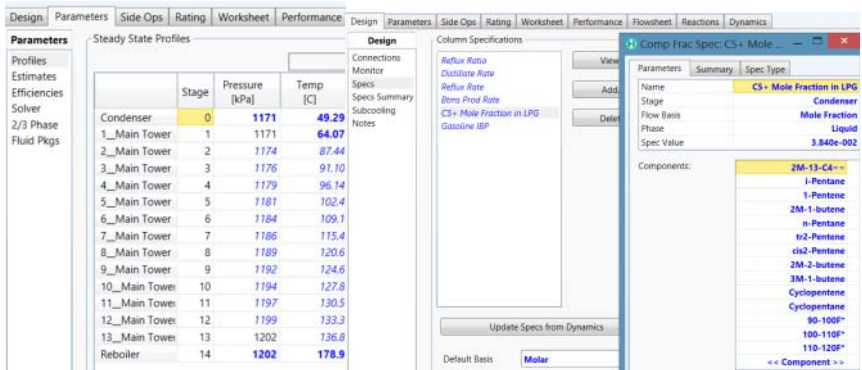 Design Parameters Side Ops Rating Worksheet Performance
Parameters
Profiles
Estimates
Efficiencies
Solver
2/3 Phase
Fluid Pkgs
Steady State Profiles
Stage Pressure [kPa] Temp [C]
Condenser 0 1171 49.29
1__Main Tower 1 1171 64.07
2__Main Tower 2 1174 87.44
3__Main Tower 3 1176 91.10
4__Main Tower 4 1179 96.14
5__Main Tower 5 1181 102.4
6__Main Tower 6 1184 109.1
7__Main Tower 7 1186 115.4
8__Main Tower 8 1189 120.6
9__Main Tower 9 1192 124.6
10__Main Tower 10 1194 127.8
11__Main Tower 11 1197 130.5
12__Main Tower 12 1199 133.3
13__Main Tower 13 1202 136.8
Reboiler 14 1202 178.9
Design Parameters Side Ops Rating Worksheet Performance Flowsheet Reactions Dynamics
Design
Connections
Monitor
Specs
Specs Summary
Subcooling
Notes
Column Specifications
Reflux Ratio
Distillate Rate
Reflux Rate
Btms Prod Rate
C5+ Mole Fraction in LPG
Gasoline IBP
View
Add.
Delet
Update Specs from Dynamics
Default Basis Molar
Comp Frac Spec: C5+ Mole ...
Parameters Summary Spec Type
Name C5+ Mole Fraction in LPG
Stage Condenser
Flow Basis Mole Fraction
Phase Liquid
Spec Value 3.840e-002
Components: 2M-13-C4==
i-Pentane
1-Pentene
2M-1-butene
n-Pentane
tr2-Pentene
cis2-Pentene
2M-2-butene
3M-1-butene
Cyclopentene
Cyclopentane
90-100F*
100-110F*
110-120F*
<< Component >>